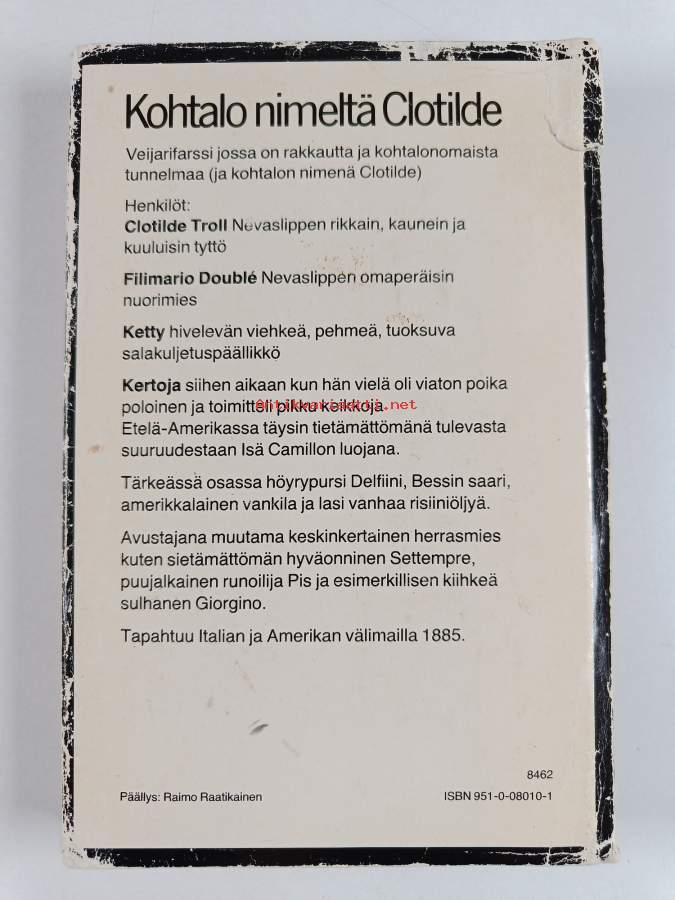 Kohtalo nimeltä Clotilde
Veijarifarssi jossa on rakkautta ja kohtalonomaista
tunnelmaa (ja kohtalon nimenä Clotilde)
Henkilöt:
Clotilde Troll Nevaslippen rikkain, kaunein ja
kuuluisin tyttö
Filimario Doublé Nevaslippen omaperäisin
nuorimies
Ketty hivelevän viehkeä, pehmeä, tuoksuva
salakuljetuspäällikkö
Kertoja siihen aikaan kun hän vielä oli viaton poika
poloinen ja toimitteli pikku keikkoja
Antikvariaatti.net
Etelä-Amerikassa täysin tietämättömänä tulevasta
suuruudestaan Isä Camillon luojana.
Tärkeässä osassa höyrypursi Delfiini, Bessin saari,
amerikkalainen vankila ja lasi vanhaa risiiniöljyä.
Avustajana muutama keskinkertainen herrasmies
kuten sietämättömän hyväonninen Settempre,
puujalkainen runoilija Pis ja esimerkillisen kiihkeä
sulhanen Giorgino.
Tapahtuu Italian ja Amerikan välimailla 1885.
8462
Päällys: Raimo Raatikainen
ISBN 951-0-08010-1